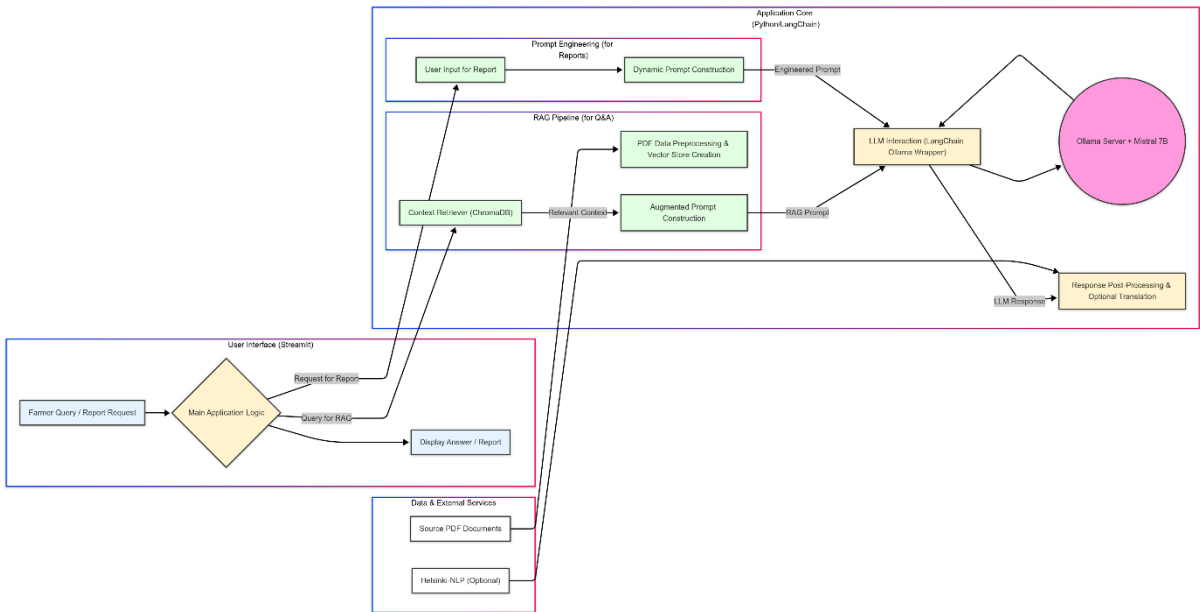 Application Core
(Python/LangChain)
Prompt Engineering (for
Reports)
User Input for Report
Dynamic Prompt Construction
Engineered Prompt
RAG Pipeline (for Q&A)
PDF Data Preprocessing &
Vector Store Creation
LLM Interaction (LangChain
Ollama Wrapper)
Ollama Server + Mistral 7B
Context Retriever (ChromaDB)
Relevant Context
Augmented Prompt
Construction
RAG Prompt
Response Post-Processing &
Optional Translation
LLM Response
User Interface (Streamlit)
Request for Report
Farmer Query / Report Request
Main Application Logic
Query for RAG
Display Answer / Report
Data & External Services
Source PDF Documents
Helsinki-NLP (Optional)